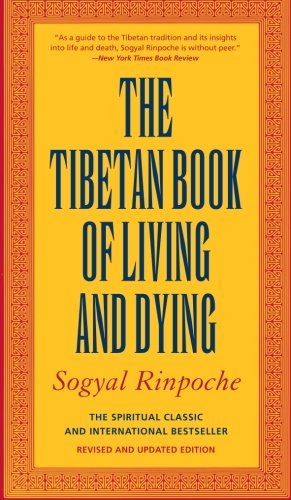 "As a guide to the Tibetan tradition and its insights
into life and death, Sogyal Rinpoche is without peer."
—New York Times Book Review
THE
TIBETAN BOOK
OF LIVING
AND DYING
Sogyal Rinpoche
THE SPIRITUAL CLASSIC
AND INTERNATIONAL BESTSELLER
REVISED AND UPDATED EDITION